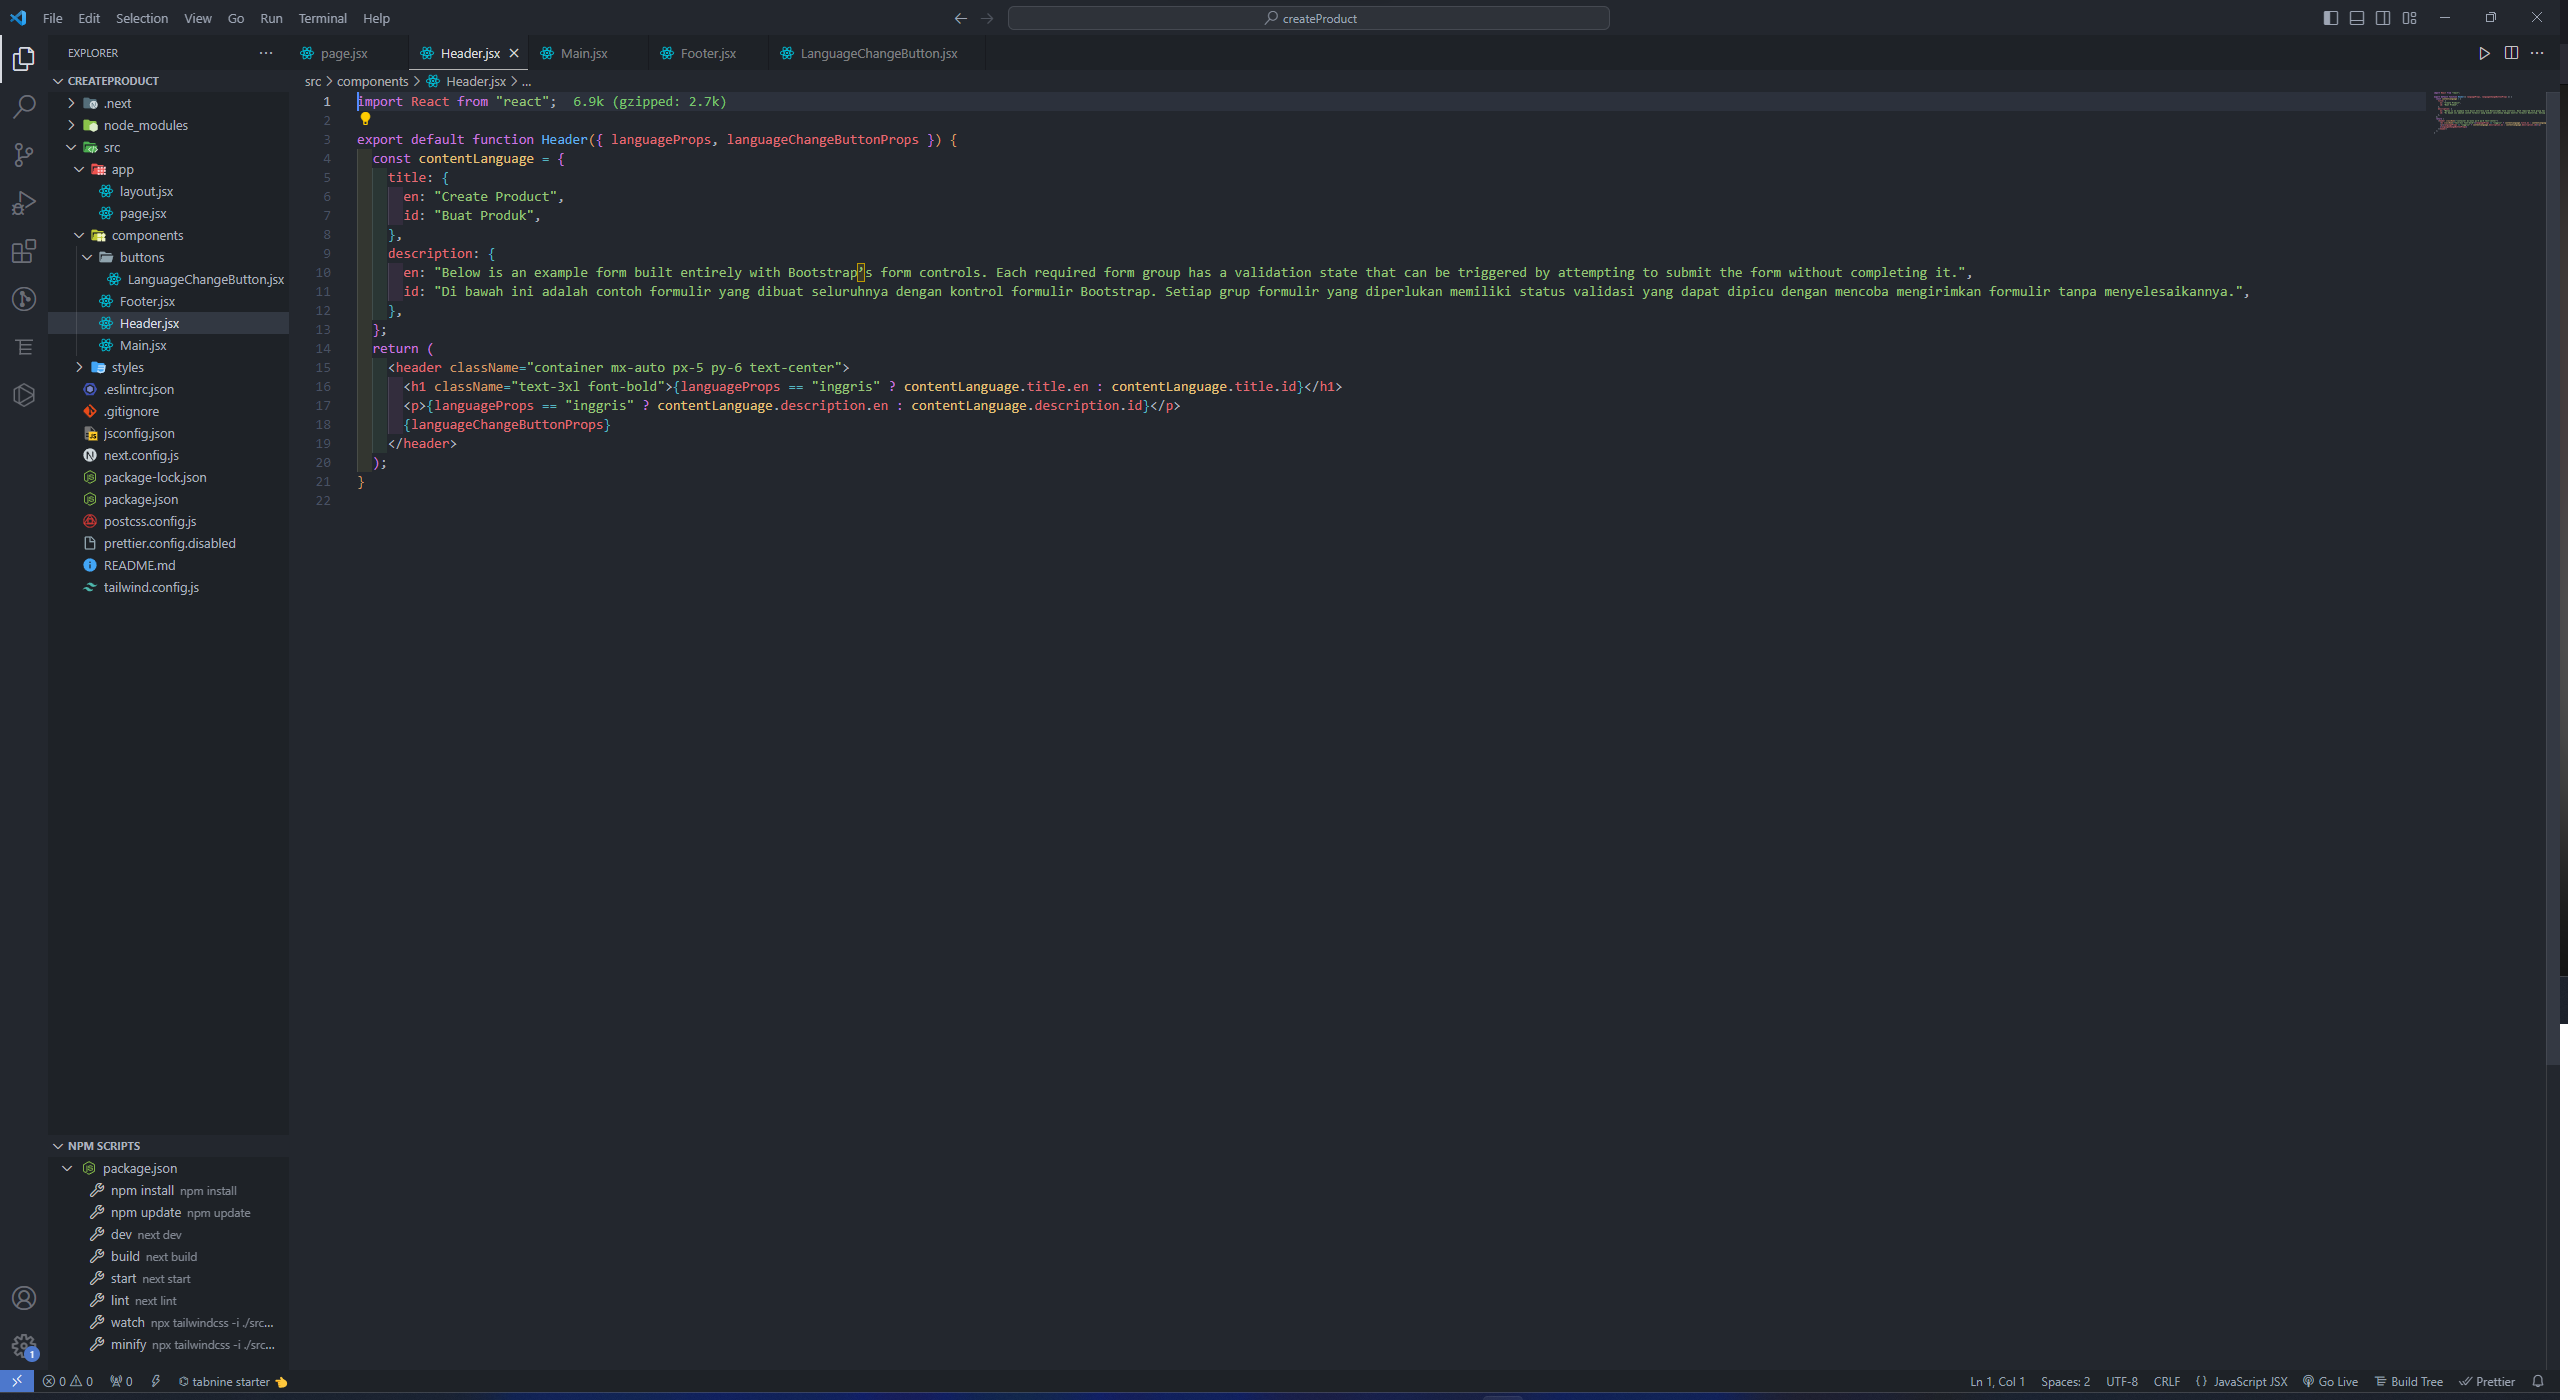 File Edit Selection View Go Run Terminal Help
createProduct
EXPLORER
page.jsx
Header.jsx
Main.jsx
Footer.jsx
LanguageChangeButton.jsx
CREATEPRODUCT
.next
node_modules
src
app
layout.jsx
page.jsx
components
buttons
LanguageChangeButton.jsx
Footer.jsx
Header.jsx
Main.jsx
styles
.eslintrc.json
.gitignore
jsconfig.json
next.config.js
package-lock.json
package.json
postcss.config.js
prettier.config.disabled
README.md
tailwind.config.js
NPM SCRIPTS
package.json
npm install npm install
npm update npm update
dev next dev
build next build
start next start
lint next lint
watch npx tailwindcss -i ./src...
minify npx tailwindcss -i ./src...
src > components > Header.jsx > ...
1 import React from "react"; 6.9k (gzipped: 2.7k)
2
3 export default function Header({ languageProps, languageChangeButtonProps }) {
4 const contentLanguage = {
5 title: {
6 en: "Create Product",
7 id: "Buat Produk",
8 },
9 description: {
10 en: "Below is an example form built entirely with Bootstrap’s form controls. Each required form group has a validation state that can be triggered by attempting to submit the form without completing it.",
11 id: "Di bawah ini adalah contoh formulir yang dibuat seluruhnya dengan kontrol formulir Bootstrap. Setiap grup formulir yang diperlukan memiliki status validasi yang dapat dipicu dengan mencoba mengirimkan formulir tanpa menyelesaikannya.",
12 },
13 };
14 return (
15 <header className="container mx-auto px-5 py-6 text-center">
16 <h1 className="text-3xl font-bold">{languageProps == "inggris" ? contentLanguage.title.en : contentLanguage.title.id}</h1>
17 <p>{languageProps == "inggris" ? contentLanguage.description.en : contentLanguage.description.id}</p>
18 {languageChangeButtonProps}
19 </header>
20 );
21 }
22
1
0 0 0 tabnine starter Ln 1, Col 1 Spaces: 2 UTF-8 CRLF {} JavaScript JSX Go Live Build Tree Prettier